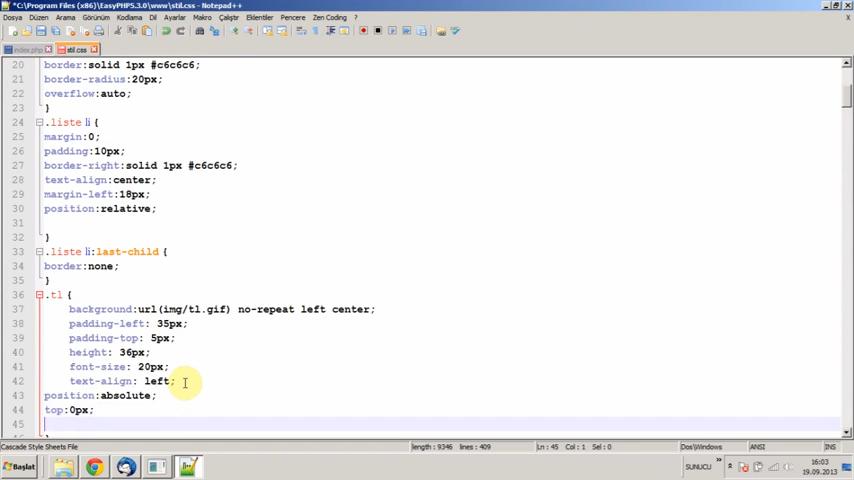 *C:\Program Files (x86)\EasyPHP5.3.0\www\stil.css - Notepad++
Dosya Düzen Arama Görünüm Kodlama Dil Ayarlar Makro Çalıştır Eklentiler Pencere Zen Coding ?
X
index.php stil.css
20 border:solid 1px #c6c6c6;
21 border-radius:20px;
22 overflow:auto;
23 }
24 .liste li {
25 margin:0;
26 padding:10px;
27 border-right:solid 1px #c6c6c6;
28 text-align:center;
29 margin-left:18px;
30 position:relative;
31
32 }
33 .liste li:last-child {
34 border:none;
35 }
36 .tl {
37 background:url(img/tl.gif) no-repeat left center;
38 padding-left: 35px;
39 padding-top: 5px;
40 height: 36px;
41 font-size: 20px;
42 text-align: left;
43 position:absolute;
44 top:0px;
45
46 }
Cascade Style Sheets File length : 9346 lines : 409 Ln : 45 Col : 1 Sel : 0 Dos\Windows ANSI INS
Başlat SUNUCU » 16:03
19.09.2013